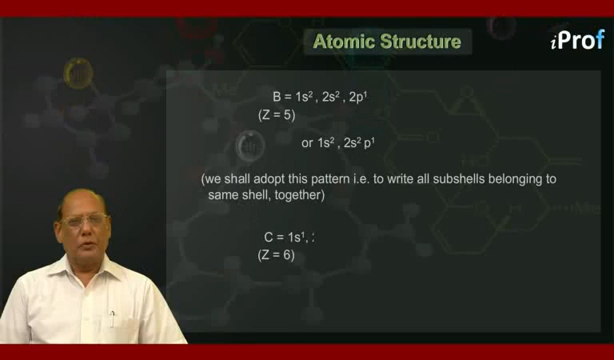 Atomic Structure
iProf
B = 1s², 2s², 2p¹
(Z = 5)
or 1s², 2s² p¹
(we shall adopt this pattern i.e. to write all subshells belonging to
same shell, together)
C = 1s¹,
(Z = 6)